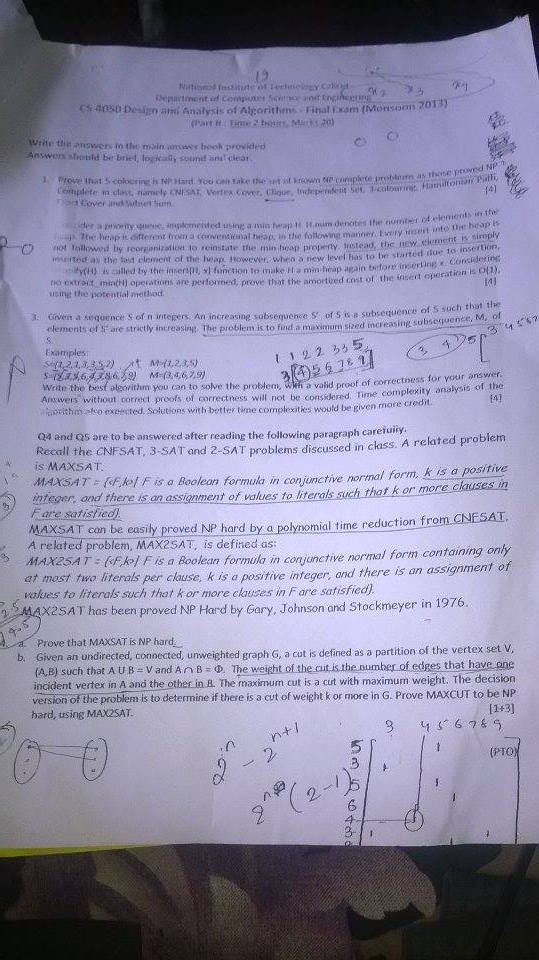 19
National Institute of Technology Calicut
x2 x3 x4
Department of Computer Science and Engineering
CS 4050 Design and Analysis of Algorithms - Final Exam (Monsoon 2013)
(Part B: Time 2 hours, Marks 20)
Write the answers in the main answer book provided
Answers should be brief, logically sound and clear.
1. Prove that 5 colouring is NP Hard. You can take the set of known NP complete problems as those proved NP
Complete in class, namely CNFSAT, Vertex Cover, Clique, Independent Set, 3-colouring, Hamiltonian Path,
Exact Cover and Subset Sum. [4]
a priority queue, implemented using a min heap H. H.num denotes the number of elements in the
heap. The heap is different from a conventional heap, in the following manner. Every insert into the heap is
not followed by reorganization to reinstate the min-heap property. Instead, the new element is simply
inserted as the last element of the heap. However, when a new level has to be started due to insertion,
(H) is called by the insert(H, x) function to make H a min-heap again before inserting x. Considering
no extract_min(H) operations are performed, prove that the amortized cost of the insert operation is O(1),
using the potential method. [4]
3. Given a sequence S of n integers. An increasing subsequence S' of S is a subsequence of S such that the
elements of S' are strictly increasing. The problem is to find a maximum sized increasing subsequence, M, of
S.
Examples:
S={1,2,1,3,3,5,2} M={1,2,3,5}
M={3,4,6,7,9}
1 1 2 2 3 3 5
3 4 5 6 7 8 9
Write the best algorithm you can to solve the problem, with a valid proof of correctness for your answer.
Answers without correct proofs of correctness will not be considered. Time complexity analysis of the
algorithm also expected. Solutions with better time complexities would be given more credit. [4]
Q4 and Q5 are to be answered after reading the following paragraph carefully.
Recall the CNFSAT, 3-SAT and 2-SAT problems discussed in class. A related problem
is MAXSAT.
MAXSAT = {<F,k>| F is a Boolean formula in conjunctive normal form, k is a positive
integer, and there is an assignment of values to literals such that k or more clauses in
F are satisfied}.
MAXSAT can be easily proved NP hard by a polynomial time reduction from CNFSAT.
A related problem, MAX2SAT, is defined as:
MAX2SAT = {<F,k>| F is a Boolean formula in conjunctive normal form containing only
at most two literals per clause, k is a positive integer, and there is an assignment of
values to literals such that k or more clauses in F are satisfied}.
MAX2SAT has been proved NP Hard by Gary, Johnson and Stockmeyer in 1976.
a. Prove that MAXSAT is NP hard.
b. Given an undirected, connected, unweighted graph G, a cut is defined as a partition of the vertex set V,
(A,B) such that A U B = V and A ∩ B = Φ. The weight of the cut is the number of edges that have one
incident vertex in A and the other in B. The maximum cut is a cut with maximum weight. The decision
version of the problem is to determine if there is a cut of weight k or more in G. Prove MAXCUT to be NP
hard, using MAX2SAT. [1+3]
3 4 5 6 7 8 9
(PTO)
2^n - 2^n+1
2^n (2-1)
5
3
5
6
4
3